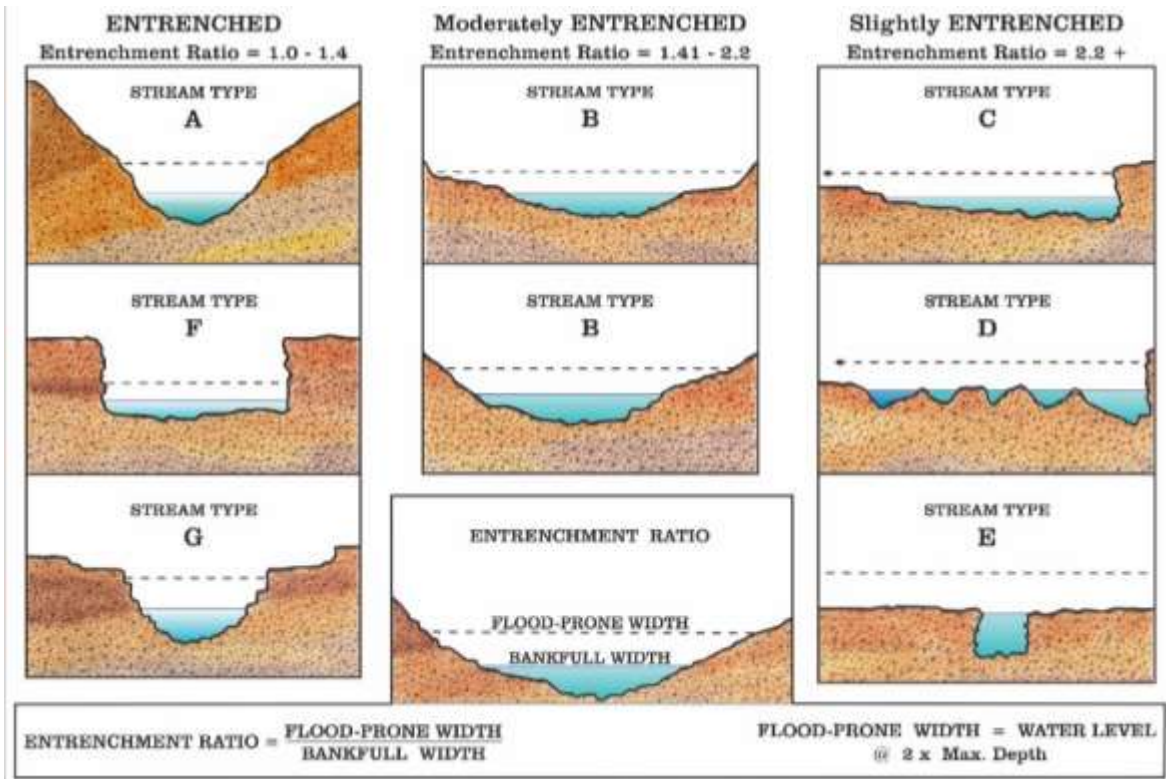 ENTRENCHED
Entrenchment Ratio = 1.0 - 1.4
STREAM TYPE
A
STREAM TYPE
F
STREAM TYPE
G
Moderately ENTRENCHED
Entrenchment Ratio = 1.41 - 2.2
STREAM TYPE
B
STREAM TYPE
B
Slightly ENTRENCHED
Entrenchment Ratio = 2.2 +
STREAM TYPE
C
STREAM TYPE
D
STREAM TYPE
E
ENTRENCHMENT RATIO
FLOOD-PRONE WIDTH
BANKFULL WIDTH
ENTRENCHMENT RATIO = FLOOD-PRONE WIDTH
BANKFULL WIDTH
FLOOD-PRONE WIDTH = WATER LEVEL
@ 2 x Max. Depth